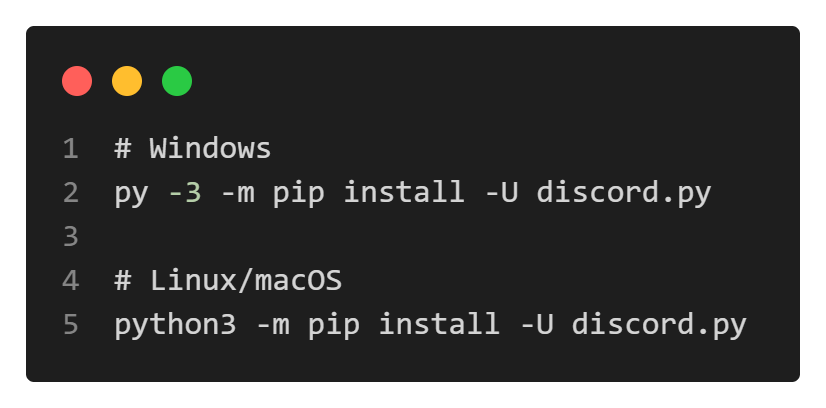 1 # Windows
2 py -3 -m pip install -U discord.py
3
4 # Linux/macOS
5 python3 -m pip install -U discord.py